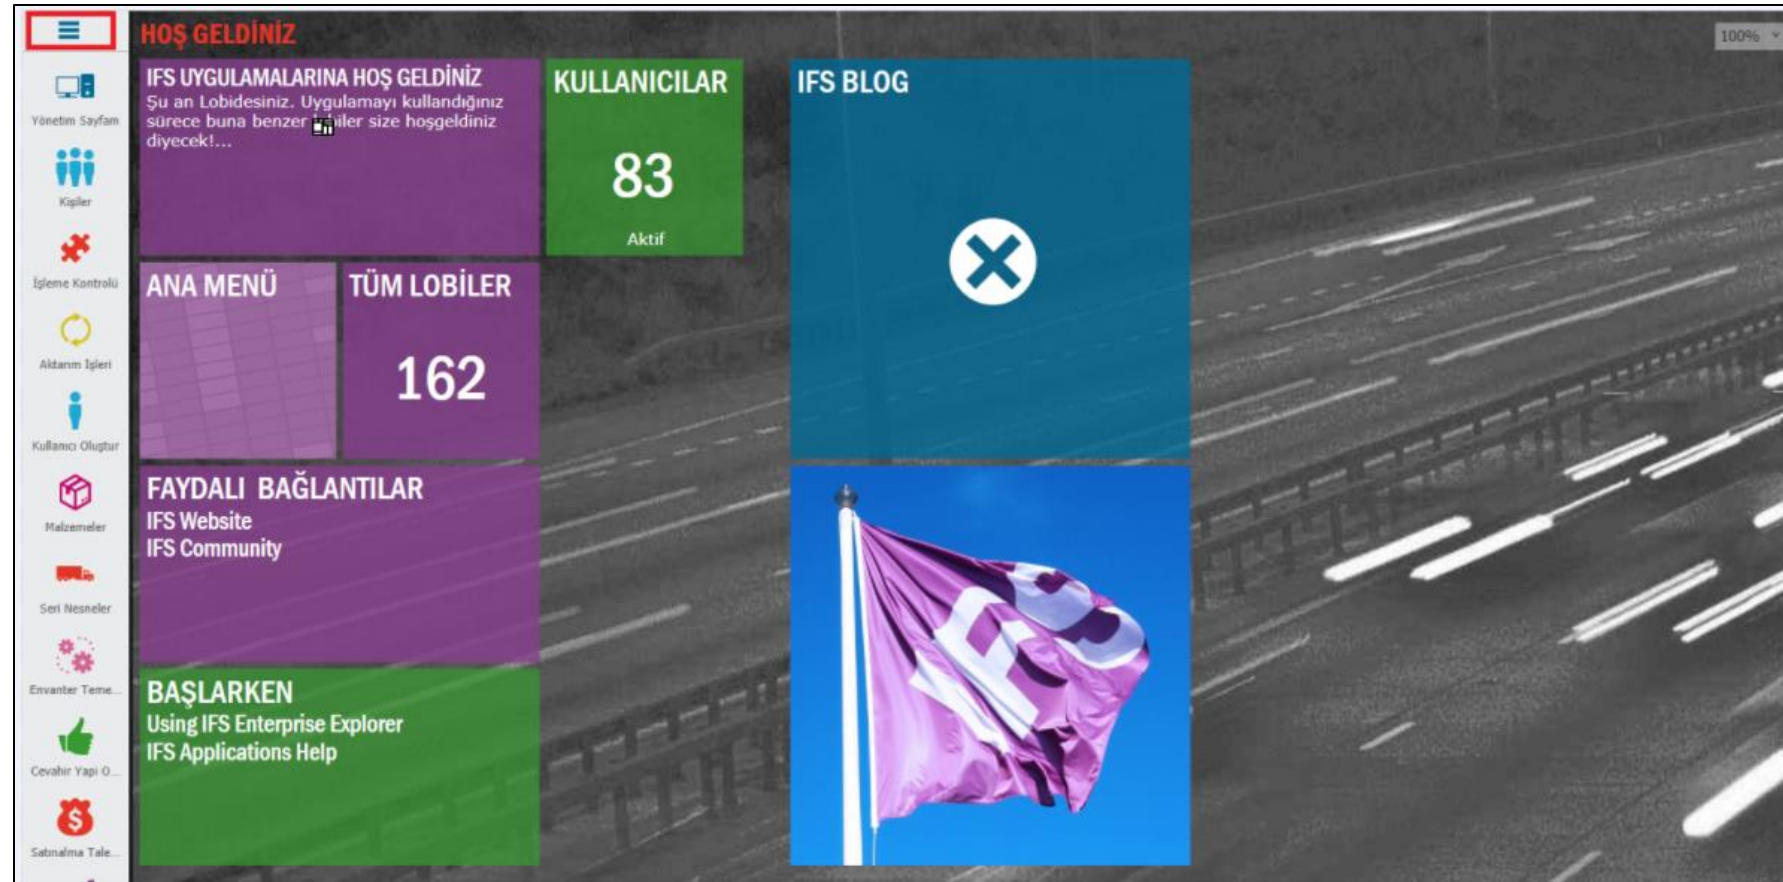 HOŞ GELDİNİZ
100%
IFS UYGULAMALARINA HOŞ GELDİNİZ
Şu an Lobidesiniz. Uygulamayı kullandığınız
sürece buna benzer size hoşgeldiniz
diyecek!...
KULLANICILAR
83
Aktif
IFS BLOG
ANA MENÜ
TÜM LOBİLER
162
FAYDALI BAĞLANTILAR
IFS Website
IFS Community
BAŞLARKEN
Using IFS Enterprise Explorer
IFS Applications Help
IFS
Yönetim Sayfam
Kişiler
İşleme Kontrolü
Aktarım İşleri
Kullanıcı Oluştur
Malzemeler
Seri Nesneler
Envanter Teme...
Cevahir Yapi O...
Satınalma Tale...